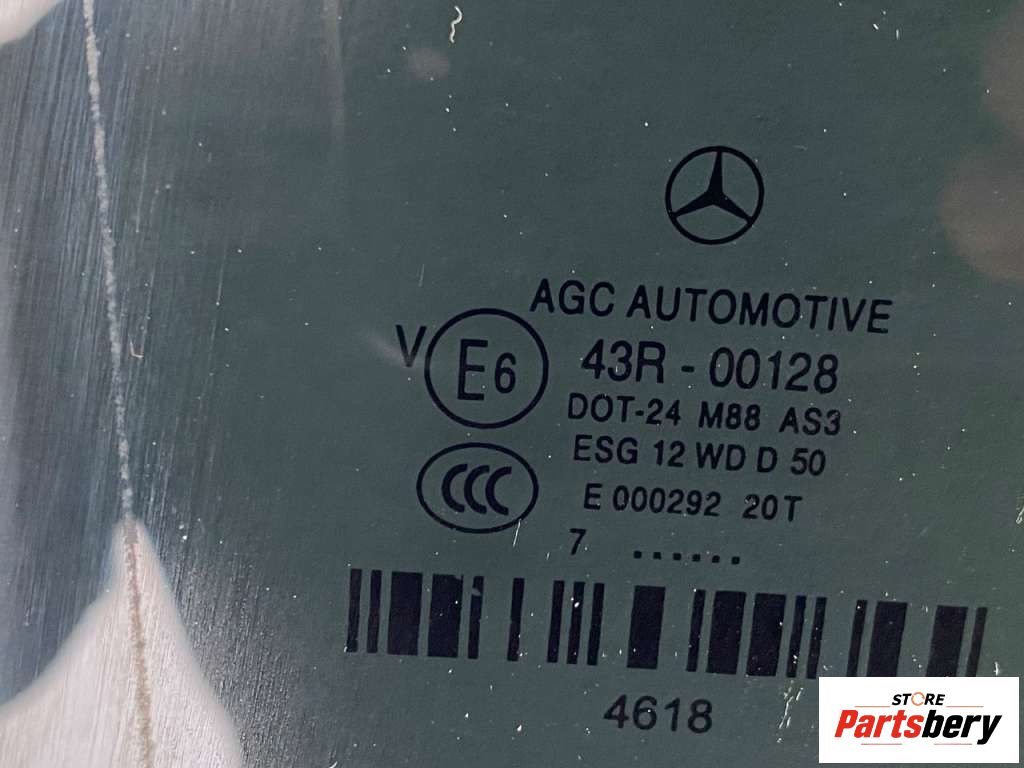 AGC AUTOMOTIVE
V E6 43R - 00128
DOT-24 M88 AS3
ESG 12 WD D 50
CCC E 000292 20T
7 ......
4618
STORE
Partsbery